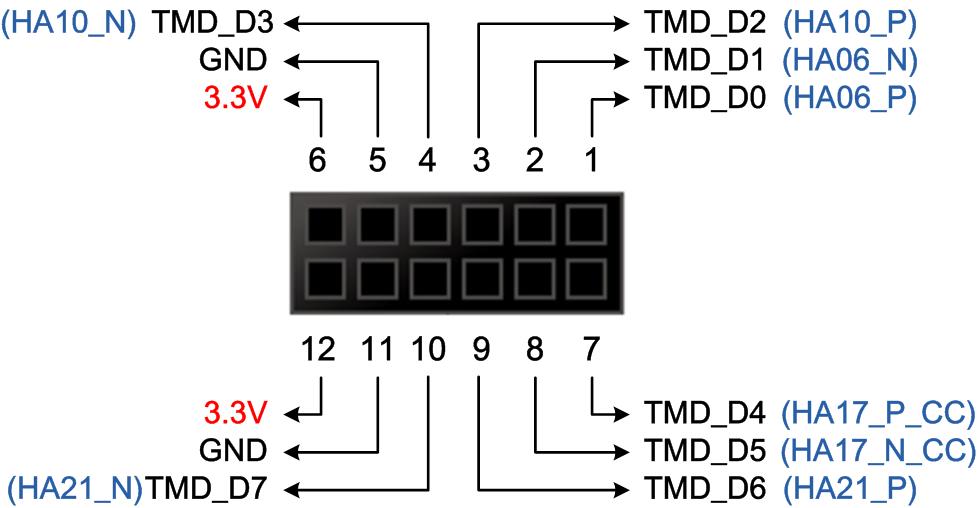 (HA10_N) TMD_D3 TMD_D2 (HA10_P)
GND TMD_D1 (HA06_N)
3.3V TMD_D0 (HA06_P)
6 5 4 3 2 1
12 11 10 9 8 7
3.3V TMD_D4 (HA17_P_CC)
GND TMD_D5 (HA17_N_CC)
(HA21_N) TMD_D7 TMD_D6 (HA21_P)